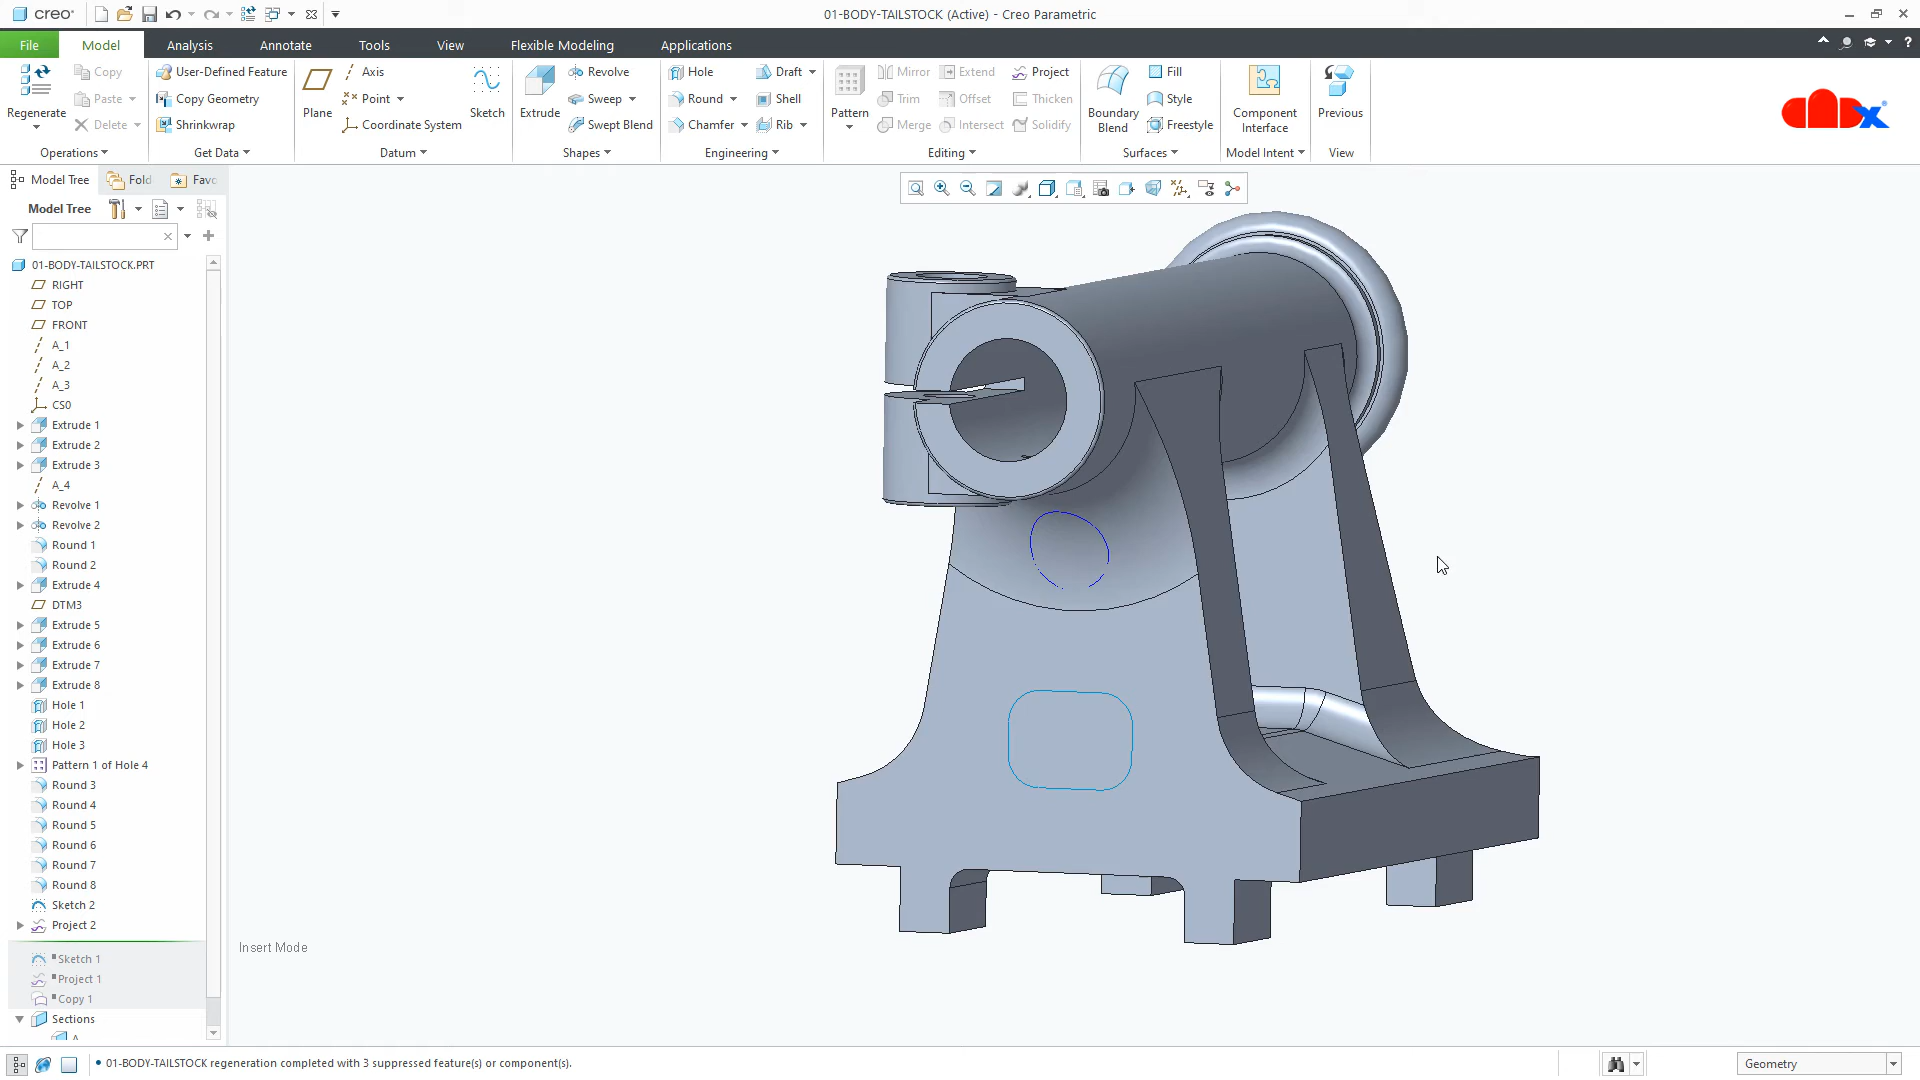 creo®
01-BODY-TAILSTOCK (Active) - Creo Parametric
File
Model
Analysis
Annotate
Tools
View
Flexible Modeling
Applications
Regenerate
Copy
Paste
Delete
Operations
User-Defined Feature
Copy Geometry
Shrinkwrap
Get Data
Plane
Axis
Point
Coordinate System
Sketch
Datum
Extrude
Revolve
Sweep
Swept Blend
Shapes
Hole
Round
Chamfer
Draft
Shell
Rib
Engineering
Pattern
Mirror
Trim
Merge
Extend
Offset
Intersect
Project
Thicken
Solidify
Editing
Boundary
Blend
Fill
Style
Freestyle
Surfaces
Component
Interface
Model Intent
Previous
View
Model Tree
Fold
Favo
Model Tree
01-BODY-TAILSTOCK.PRT
RIGHT
TOP
FRONT
A_1
A_2
A_3
CS0
Extrude 1
Extrude 2
Extrude 3
A_4
Revolve 1
Revolve 2
Round 1
Round 2
Extrude 4
DTM3
Extrude 5
Extrude 6
Extrude 7
Extrude 8
Hole 1
Hole 2
Hole 3
Pattern 1 of Hole 4
Round 3
Round 4
Round 5
Round 6
Round 7
Round 8
Sketch 2
Project 2
Sketch 1
Project 1
Copy 1
Sections
Insert Mode
• 01-BODY-TAILSTOCK regeneration completed with 3 suppressed feature(s) or component(s).
Geometry